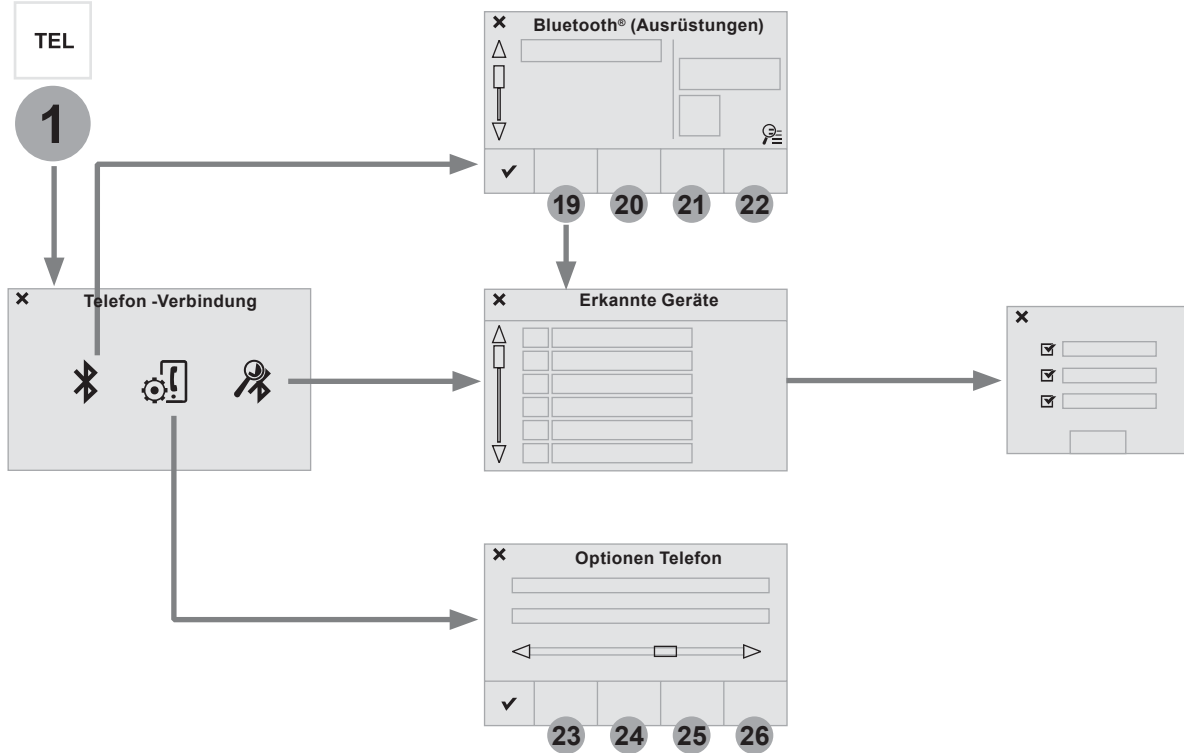 TEL
1
Bluetooth® (Ausrüstungen)
19 20 21 22
Telefon -Verbindung
Erkannte Geräte
Optionen Telefon
23 24 25 26